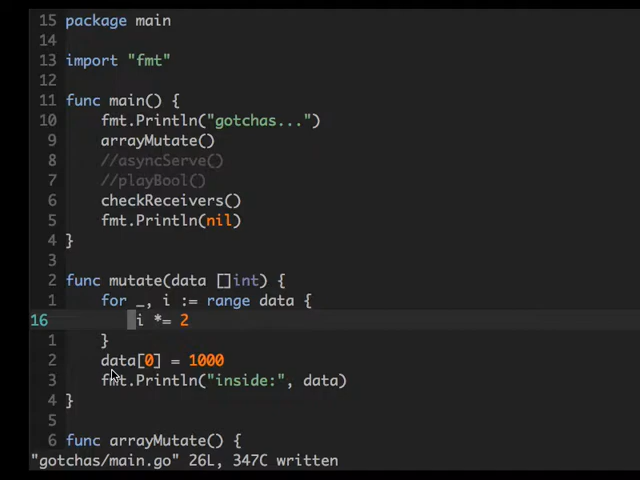 15 package main
14
13 import "fmt"
12
11 func main() {
10 fmt.Println("gotchas...")
9 arrayMutate()
8 //asyncServe()
7 //playBool()
6 checkReceivers()
5 fmt.Println(nil)
4 }
3
2 func mutate(data []int) {
1 for _, i := range data {
16 i *= 2
1 }
2 data[0] = 1000
3 fmt.Println("inside:", data)
4 }
5
6 func arrayMutate() {
"gotchas/main.go" 26L, 347C written